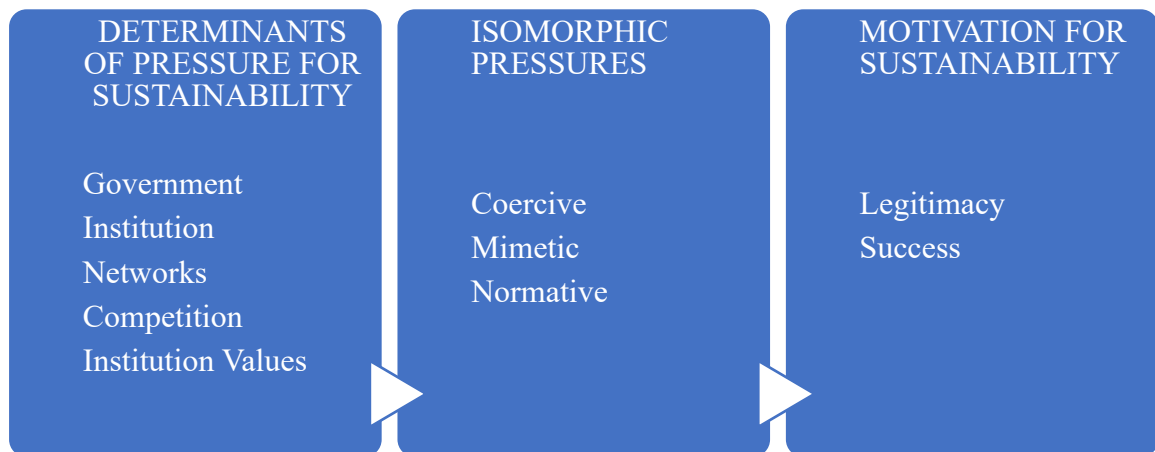 DETERMINANTS
OF PRESSURE FOR
SUSTAINABILITY
Government
Institution
Networks
Competition
Institution Values
ISOMORPHIC
PRESSURES
Coercive
Mimetic
Normative
MOTIVATION FOR
SUSTAINABILITY
Legitimacy
Success